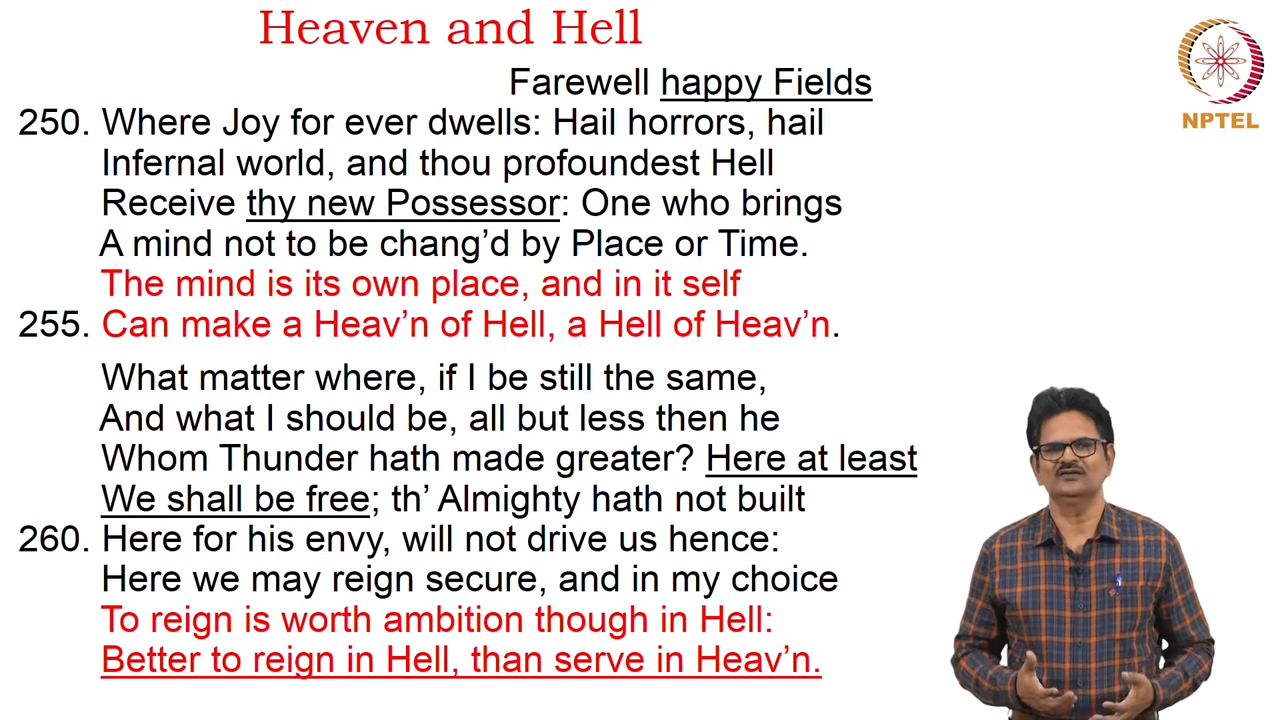 Heaven and Hell
NPTEL
Farewell happy Fields
250. Where Joy for ever dwells: Hail horrors, hail
Infernal world, and thou profoundest Hell
Receive thy new Possessor: One who brings
A mind not to be chang’d by Place or Time.
The mind is its own place, and in it self
255. Can make a Heav’n of Hell, a Hell of Heav’n.
What matter where, if I be still the same,
And what I should be, all but less then he
Whom Thunder hath made greater? Here at least
We shall be free; th’ Almighty hath not built
260. Here for his envy, will not drive us hence:
Here we may reign secure, and in my choice
To reign is worth ambition though in Hell:
Better to reign in Hell, than serve in Heav’n.